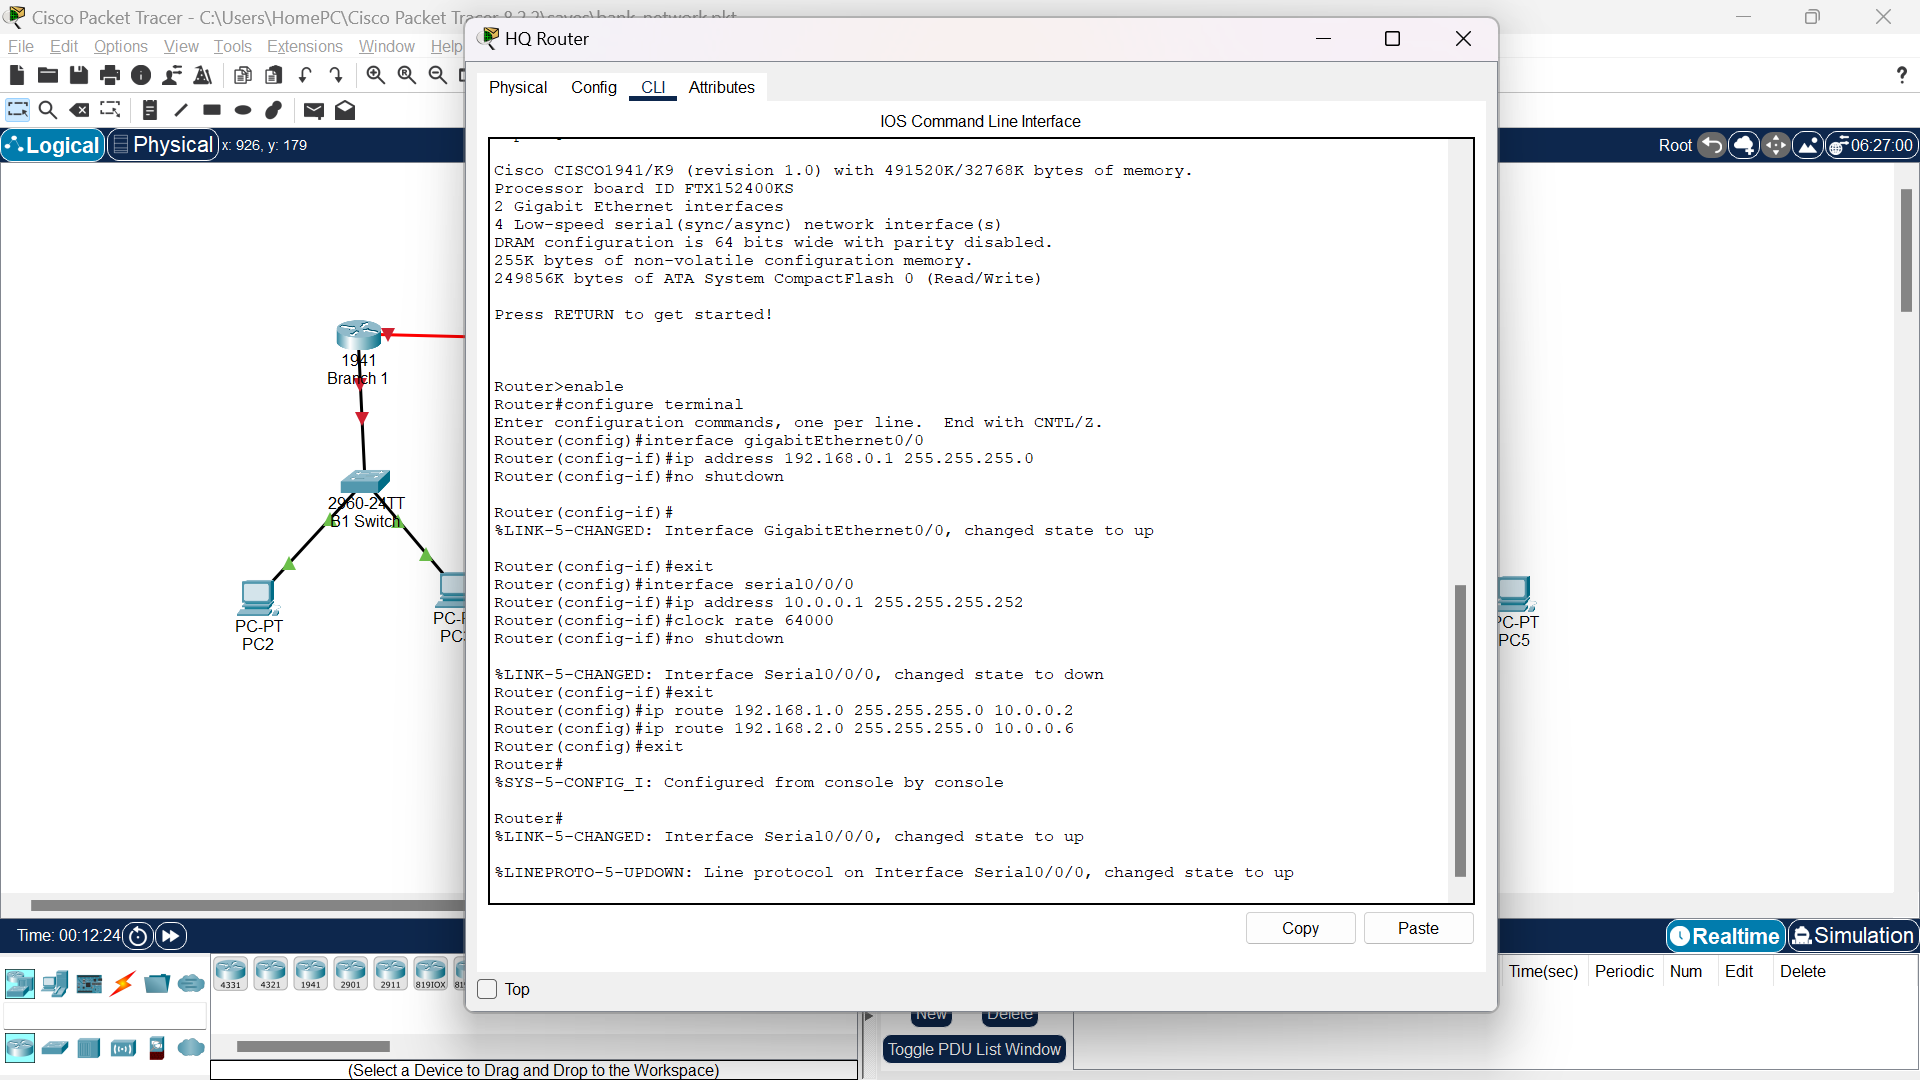 Cisco Packet Tracer - C:\Users\HomePC\Cisco Packet Tracer 8.2.2\saves\bank_network.pkt
File Edit Options View Tools Extensions Window Help
Logical Physical x: 926, y: 179
Root 06:27:00
HQ Router
Physical Config CLI Attributes
IOS Command Line Interface
Cisco CISCO1941/K9 (revision 1.0) with 491520K/32768K bytes of memory.
Processor board ID FTX152400KS
2 Gigabit Ethernet interfaces
4 Low-speed serial(sync/async) network interface(s)
DRAM configuration is 64 bits wide with parity disabled.
255K bytes of non-volatile configuration memory.
249856K bytes of ATA System CompactFlash 0 (Read/Write)
Press RETURN to get started!
Router>enable
Router#configure terminal
Enter configuration commands, one per line.  End with CNTL/Z.
Router(config)#interface gigabitEthernet0/0
Router(config-if)#ip address 192.168.0.1 255.255.255.0
Router(config-if)#no shutdown
Router(config-if)#
%LINK-5-CHANGED: Interface GigabitEthernet0/0, changed state to up
Router(config-if)#exit
Router(config)#interface serial0/0/0
Router(config-if)#ip address 10.0.0.1 255.255.255.252
Router(config-if)#clock rate 64000
Router(config-if)#no shutdown
%LINK-5-CHANGED: Interface Serial0/0/0, changed state to down
Router(config-if)#exit
Router(config)#ip route 192.168.1.0 255.255.255.0 10.0.0.2
Router(config)#ip route 192.168.2.0 255.255.255.0 10.0.0.6
Router(config)#exit
Router#
%SYS-5-CONFIG_I: Configured from console by console
Router#
%LINK-5-CHANGED: Interface Serial0/0/0, changed state to up
%LINEPROTO-5-UPDOWN: Line protocol on Interface Serial0/0/0, changed state to up
Copy Paste
Top
1941
Branch 1
2960-24TT
B1 Switch
PC-PT
PC2
PC-PT
PC5
Time: 00:12:24
Realtime Simulation
4331 4321 1941 2901 2911 819IOX
(Select a Device to Drag and Drop to the Workspace)
New Delete
Toggle PDU List Window
Time(sec) Periodic Num Edit Delete